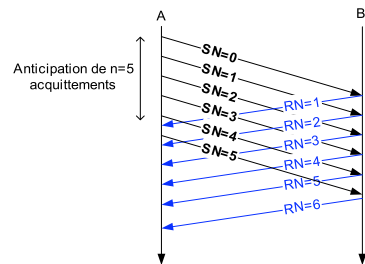 A
B
Anticipation de n=5
acquittements
SN=0
SN=1
SN=2
SN=3
SN=4
SN=5
RN=1
RN=2
RN=3
RN=4
RN=5
RN=6